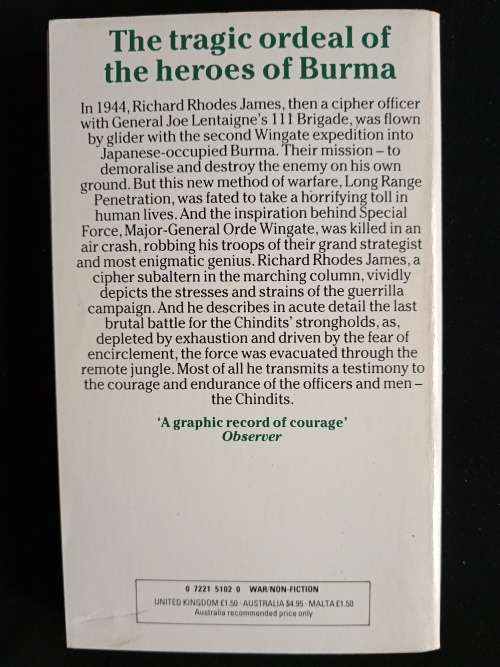 The tragic ordeal of
the heroes of Burma
In 1944, Richard Rhodes James, then a cipher officer
with General Joe Lentaigne's 111 Brigade, was flown
by glider with the second Wingate expedition into
Japanese-occupied Burma. Their mission – to
demoralise and destroy the enemy on his own
ground. But this new method of warfare, Long Range
Penetration, was fated to take a horrifying toll in
human lives. And the inspiration behind Special
Force, Major-General Orde Wingate, was killed in an
air crash, robbing his troops of their grand strategist
and most enigmatic genius. Richard Rhodes James, a
cipher subaltern in the marching column, vividly
depicts the stresses and strains of the guerrilla
campaign. And he describes in acute detail the last
brutal battle for the Chindits' strongholds, as,
depleted by exhaustion and driven by the fear of
encirclement, the force was evacuated through the
remote jungle. Most of all he transmits a testimony to
the courage and endurance of the officers and men –
the Chindits.
'A graphic record of courage'
Observer
0 7221 5102 0 WAR/NON-FICTION
UNITED KINGDOM £1.50 · AUSTRALIA $4.95 · MALTA £1.50
Australia recommended price only